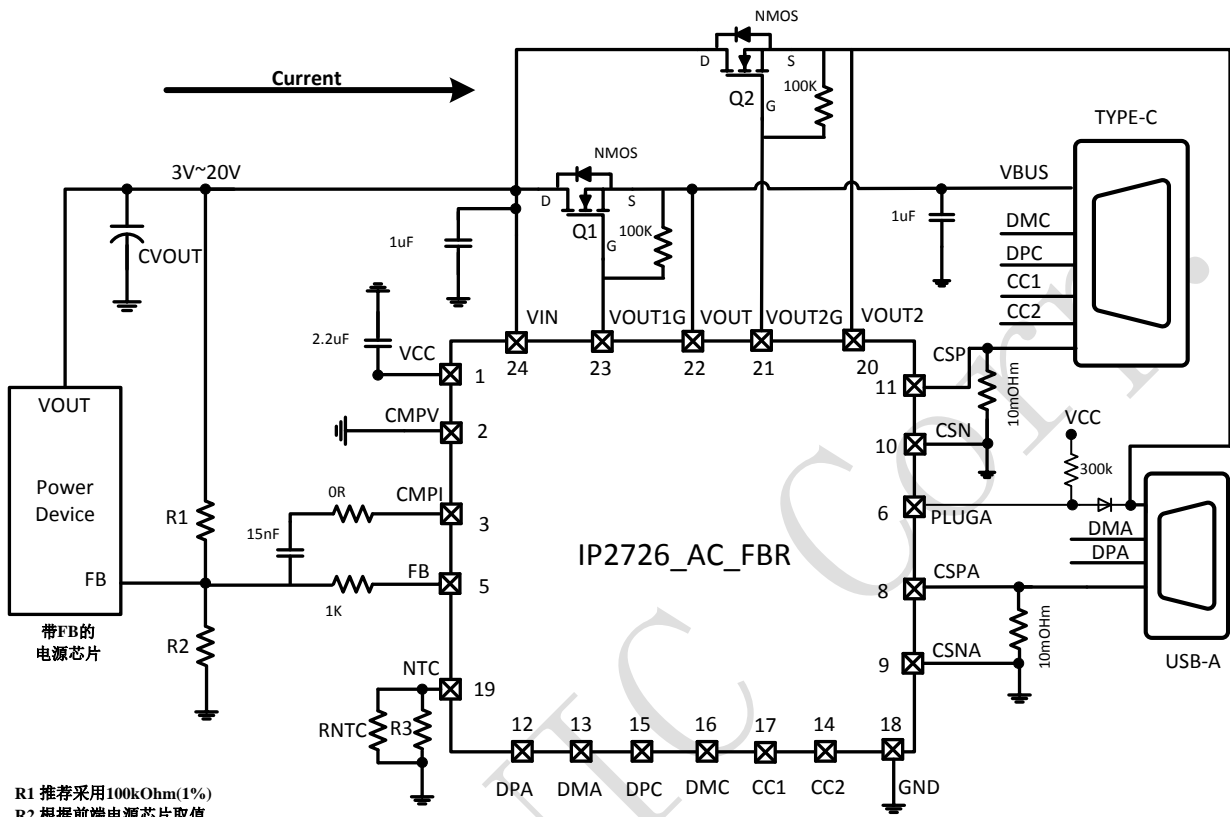 NMOS
D
S
Current
Q2
G
100K
TYPE-C
NMOS
3V~20V
VBUS
D
S
1uF
DMC
CVOUT
1uF
Q1
G
100K
DPC
CC1
CC2
VIN
VOUT1G
VOUT
VOUT2G
VOUT2
2.2uF
VCC
1
24
23
22
21
20
CSP
11
10mOHm
VOUT
CMPV
2
CSN
10
VCC
Power
Device
R1
0R
CMPI
3
15nF
300k
6
PLUGA
DMA
DPA
IP2726_AC_FBR
FB
FB
5
1K
CSPA
8
带FB的
电源芯片
R2
10mOHm
CSNA
9
USB-A
NTC
19
RNTC
R3
12
13
15
16
17
14
18
DPA
DMA
DPC
DMC
CC1
CC2
GND
R1 推荐采用100kOhm(1%)
R2 根据前端电源芯片取值
IC Corr.